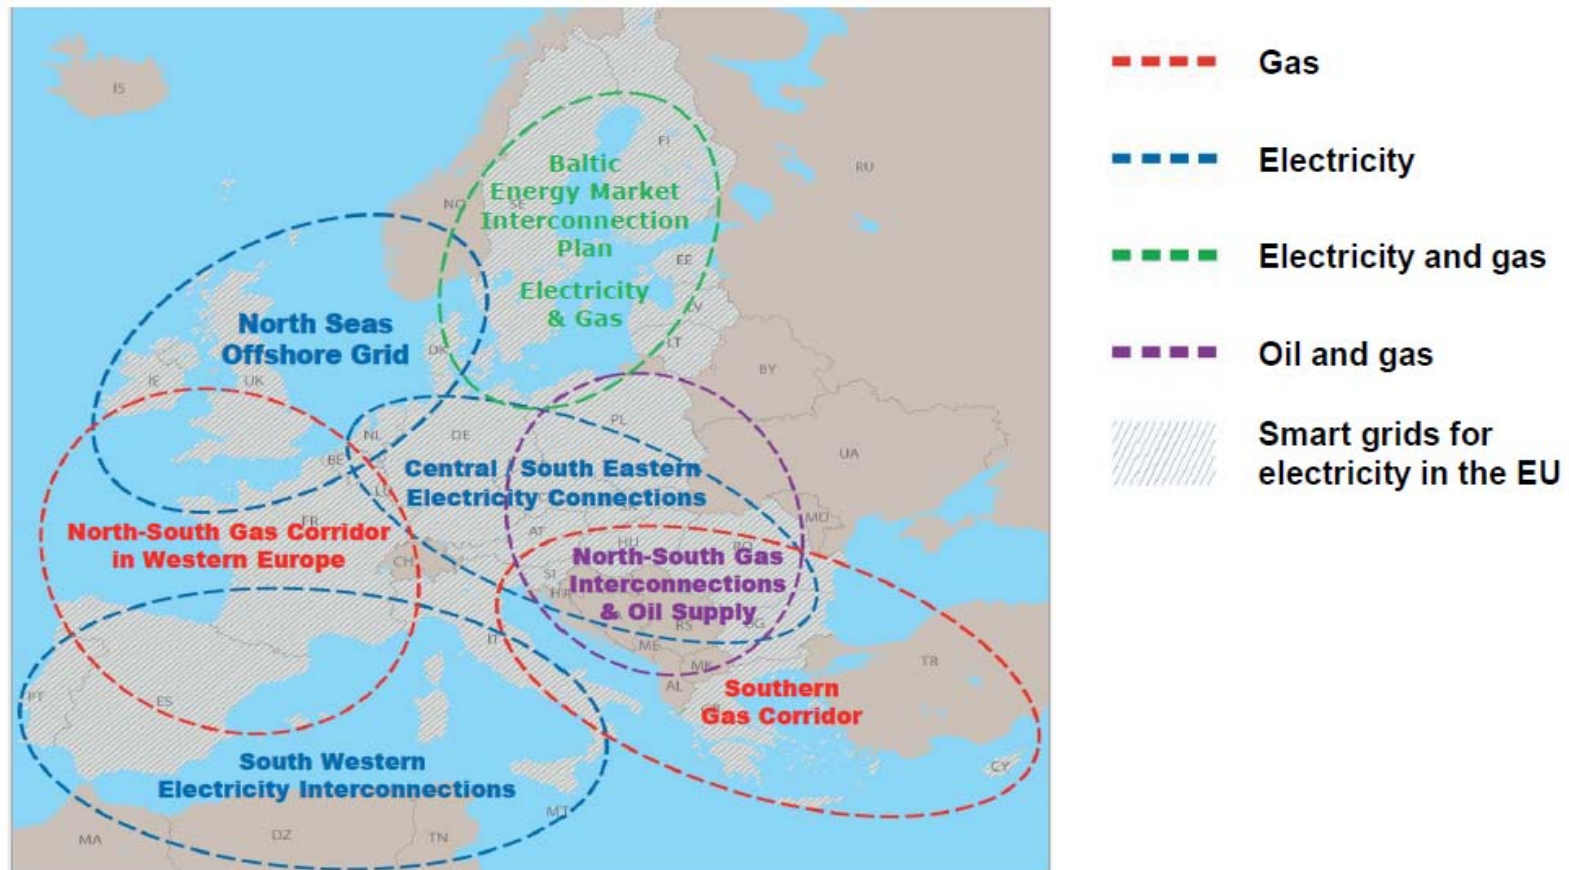 IS
FI
RU
Baltic
Energy Market
Interconnection
Plan
Electricity
& Gas
NO
SE
EE
LV
LT
DK
BY
North Seas
Offshore Grid
IE
UK
NL
DE
PL
BE
UA
Central / South Eastern
Electricity Connections
LU
FR
AT
MD
North-South Gas Corridor
in Western Europe
CH
HU
RO
North-South Gas
Interconnections
& Oil Supply
SI
HR
RS
BG
IT
ME
MK
AL
TR
PT
ES
Southern
Gas Corridor
CY
South Western
Electricity Interconnections
MT
MA
DZ
TN
Gas
Electricity
Electricity and gas
Oil and gas
Smart grids for
electricity in the EU